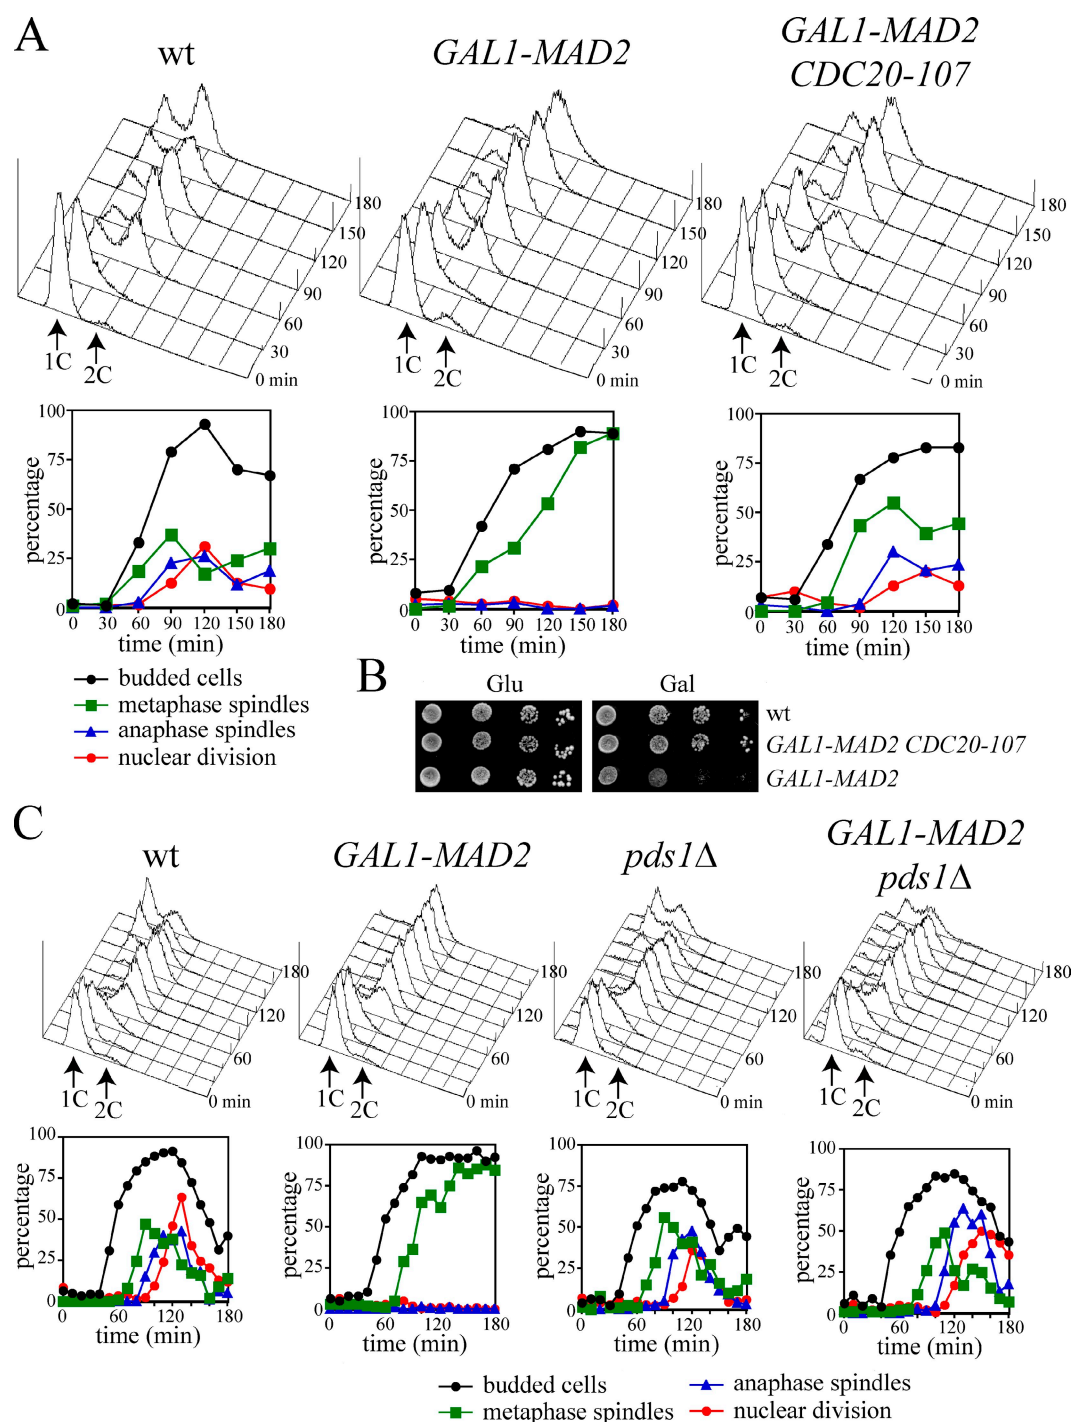 A
wt
GAL1-MAD2
GAL1-MAD2
CDC20-107
180
150
120
90
60
30
0 min
1C
2C
180
150
120
90
60
30
0 min
1C
2C
180
150
120
90
60
30
0 min
1C
2C
percentage
100
75
50
25
0
0 30 60 90 120 150 180
time (min)
percentage
100
75
50
25
0
0 30 60 90 120 150 180
time (min)
percentage
100
75
50
25
0
0 30 60 90 120 150 180
time (min)
budded cells
metaphase spindles
anaphase spindles
nuclear division
B
Glu Gal
wt
GAL1-MAD2 CDC20-107
GAL1-MAD2
C
wt
GAL1-MAD2
pds1Δ
GAL1-MAD2
pds1Δ
180
120
60
0 min
1C
2C
180
120
60
0 min
1C
2C
180
120
60
0 min
1C
2C
180
120
60
0 min
1C
2C
percentage
100
75
50
25
0
0 60 120 180
time (min)
percentage
100
75
50
25
0
0 60 120 180
time (min)
percentage
100
75
50
25
0
0 60 120 180
time (min)
percentage
100
75
50
25
0
0 60 120 180
time (min)
budded cells
metaphase spindles
anaphase spindles
nuclear division